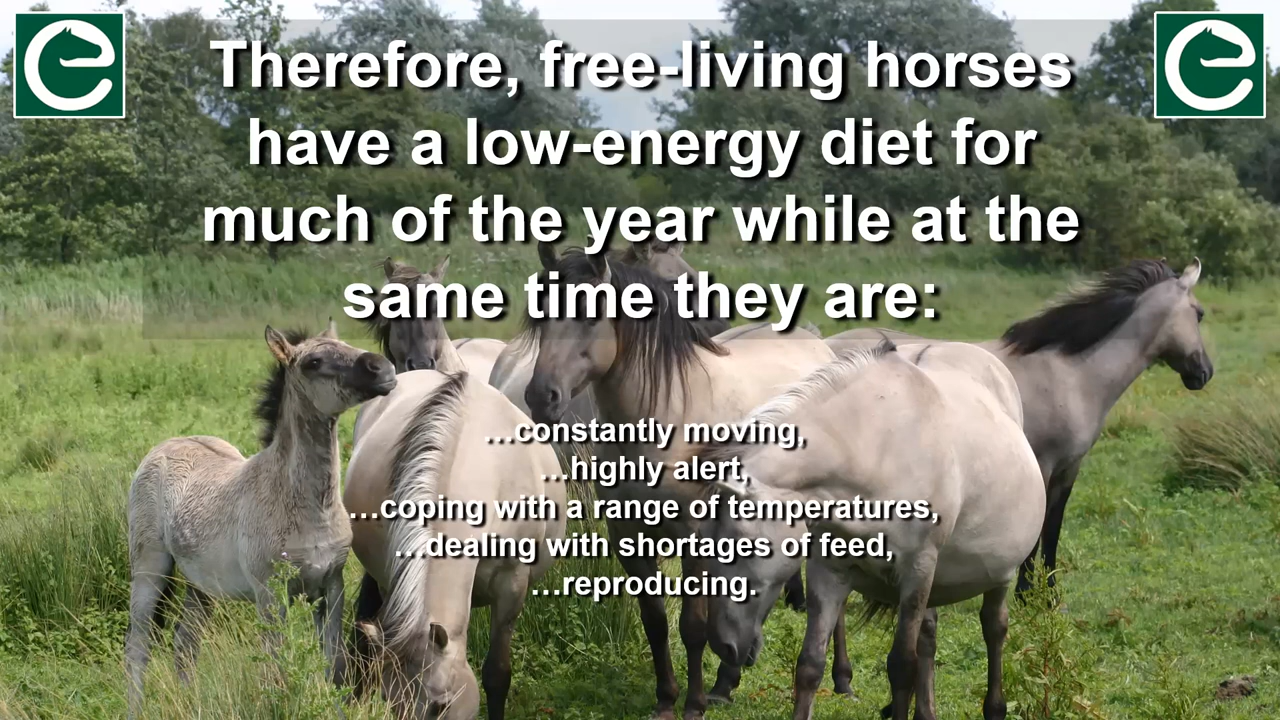 Therefore, free-living horses
have a low-energy diet for
much of the year while at the
same time they are:
...constantly moving,
...highly alert,
...coping with a range of temperatures,
...dealing with shortages of feed,
...reproducing.